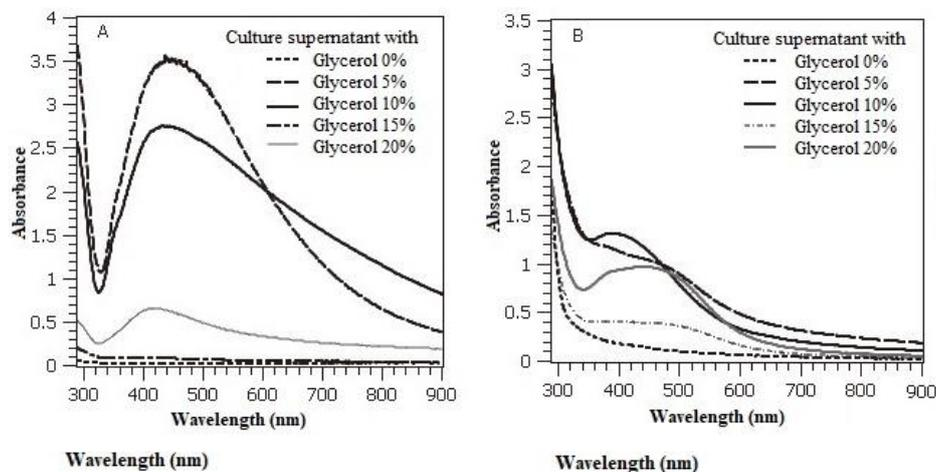 A
Culture supernatant with
Glycerol 0%
Glycerol 5%
Glycerol 10%
Glycerol 15%
Glycerol 20%
4
3.5
3
2.5
2
1.5
1
0.5
0
Absorbance
300 400 500 600 700 800 900
Wavelength (nm)
Wavelength (nm)
B
Culture supernatant with
Glycerol 0%
Glycerol 5%
Glycerol 10%
Glycerol 15%
Glycerol 20%
3.5
3
2.5
2
1.5
1
0.5
0
Absorbance
300 400 500 600 700 800 900
Wavelength (nm)
Wavelength (nm)